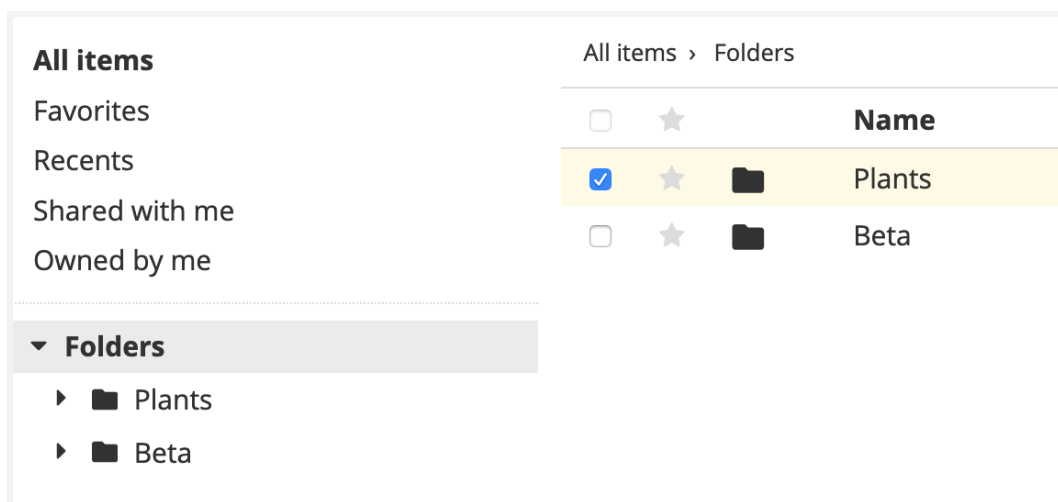 All items
Favorites
Recents
Shared with me
Owned by me
Folders
Plants
Beta
All items › Folders
Name
Plants
Beta